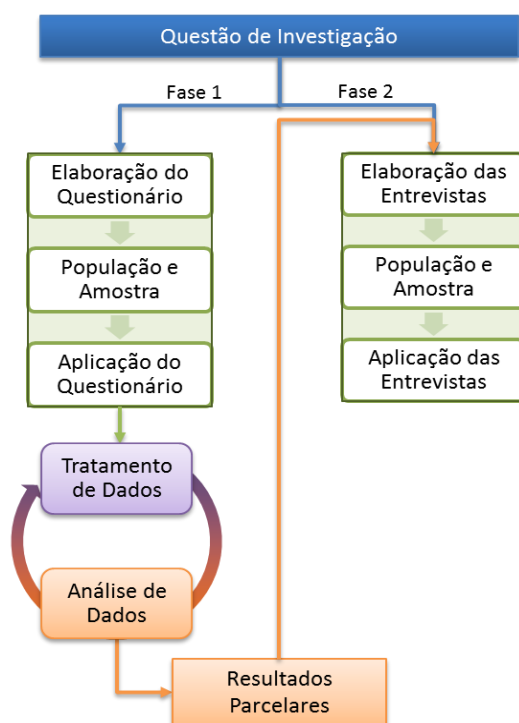 Questão de Investigação
Fase 1
Fase 2
Elaboração do
Questionário
População e
Amostra
Aplicação do
Questionário
Tratamento
de Dados
Análise de
Dados
Resultados
Parcelares
Elaboração das
Entrevistas
População e
Amostra
Aplicação das
Entrevistas